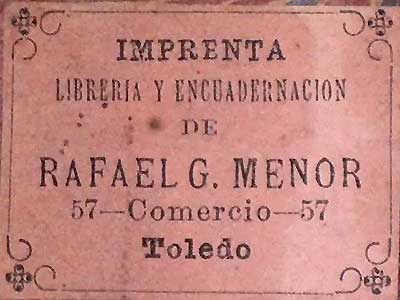 IMPRENTA
LIBRERIA Y ENCUADERNACION
DE
RAFAEL G. MENOR
57—Comercio—57
Toledo